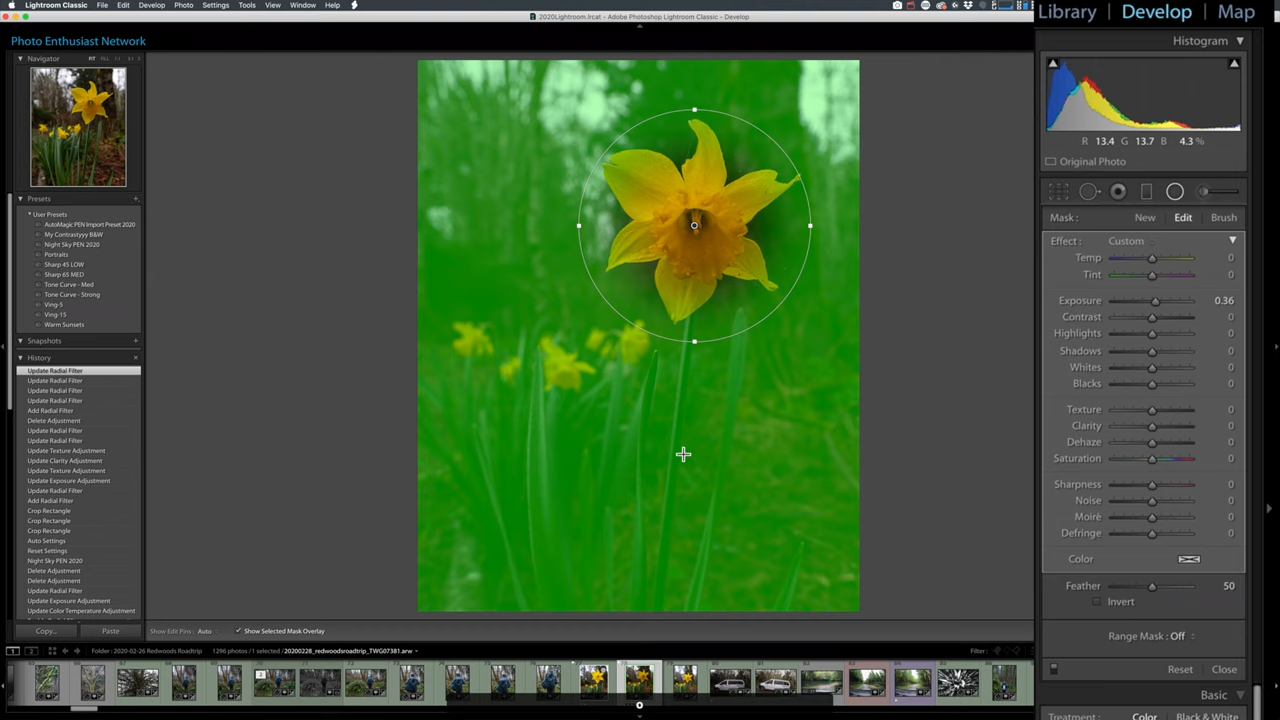 Lightroom Classic File Edit Develop Photo Settings Tools View Window Help
2020Lightroom.lrcat - Adobe Photoshop Lightroom Classic - Develop
Library | Develop | Map
Photo Enthusiast Network
Histogram
Navigator FIT
R 13.4 G 13.7 B 4.3 %
Original Photo
Presets +
User Presets
AutoMagic PEN Import Preset 2020
My Contrastyyy B&W
Night Sky PEN 2020
Portraits
Sharp 45 LOW
Sharp 65 MED
Tone Curve - Med
Tone Curve - Strong
Ving-5
Ving-15
Warm Sunsets
Snapshots +
History ×
Update Radial Filter
Update Radial Filter
Update Radial Filter
Update Radial Filter
Add Radial Filter
Delete Adjustment
Update Radial Filter
Update Radial Filter
Update Texture Adjustment
Update Clarity Adjustment
Update Texture Adjustment
Update Exposure Adjustment
Update Radial Filter
Add Radial Filter
Crop Rectangle
Crop Rectangle
Crop Rectangle
Auto Settings
Reset Settings
Night Sky PEN 2020
Delete Adjustment
Delete Adjustment
Update Radial Filter
Update Exposure Adjustment
Update Color Temperature Adjustment
Copy... Paste
Mask : New Edit Brush
Effect : Custom
Temp 0
Tint 0
Exposure 0.36
Contrast 0
Highlights 0
Shadows 0
Whites 0
Blacks 0
Texture 0
Clarity 0
Dehaze 0
Saturation 0
Sharpness 0
Noise 0
Moiré 0
Defringe 0
Color
Feather 50
Invert
Range Mask : Off
Reset Close
Basic
Treatment : Color Black & White
Show Edit Pins : Auto Show Selected Mask Overlay
1 2 Folder : 2020-02-26 Redwoods Roadtrip 1296 photos / 1 selected / 20200228_redwoodsroadtrip_TWG07381.arw Filter :